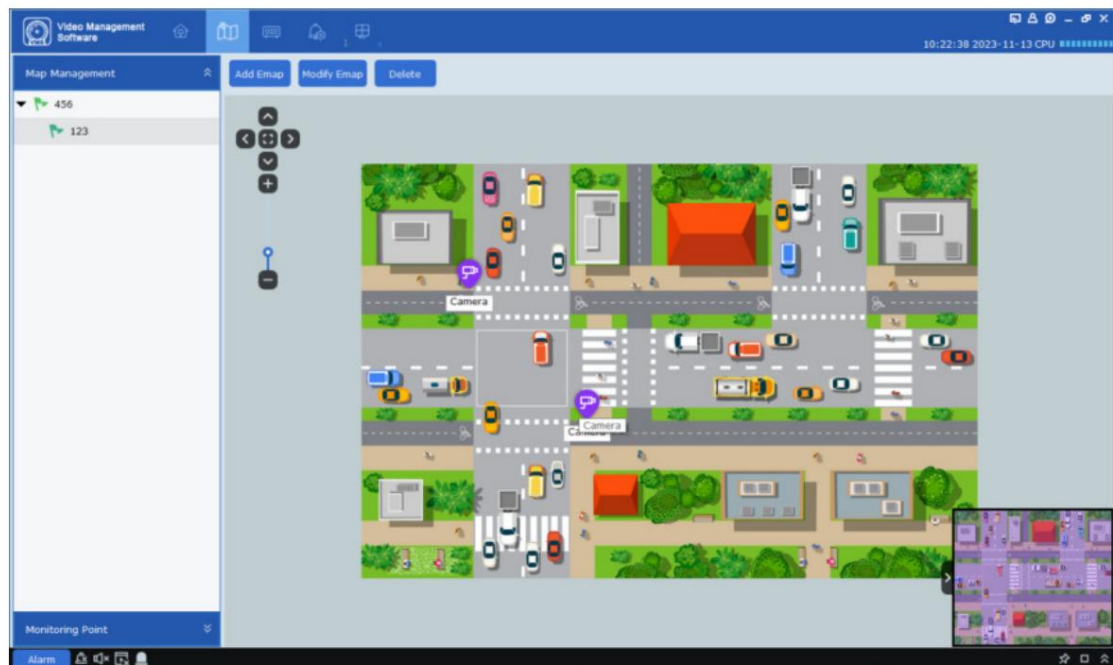 Video Management
Software
10:22:38 2023-11-13 CPU
Map Management
Add Emap
Modify Emap
Delete
456
123
Camera
Camera
Camera
Monitoring Point
Alarm